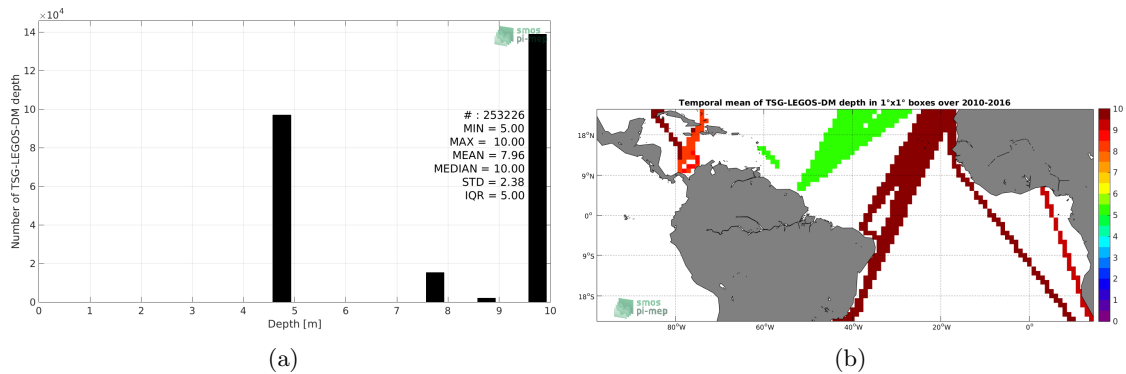 ×10⁴
14
12
10
8
6
4
2
0
Number of TSG-LEGOS-DM depth
smos
pi-mep
# : 253226
MIN = 5.00
MAX = 10.00
MEAN = 7.96
MEDIAN = 10.00
STD = 2.38
IQR = 5.00
0 1 2 3 4 5 6 7 8 9 10
Depth [m]
(a)
Temporal mean of TSG-LEGOS-DM depth in 1°x1° boxes over 2010-2016
18°N
9°N
0°
9°S
18°S
80°W 60°W 40°W 20°W 0°
smos
pi-mep
10
9
8
7
6
5
4
3
2
1
0
(b)